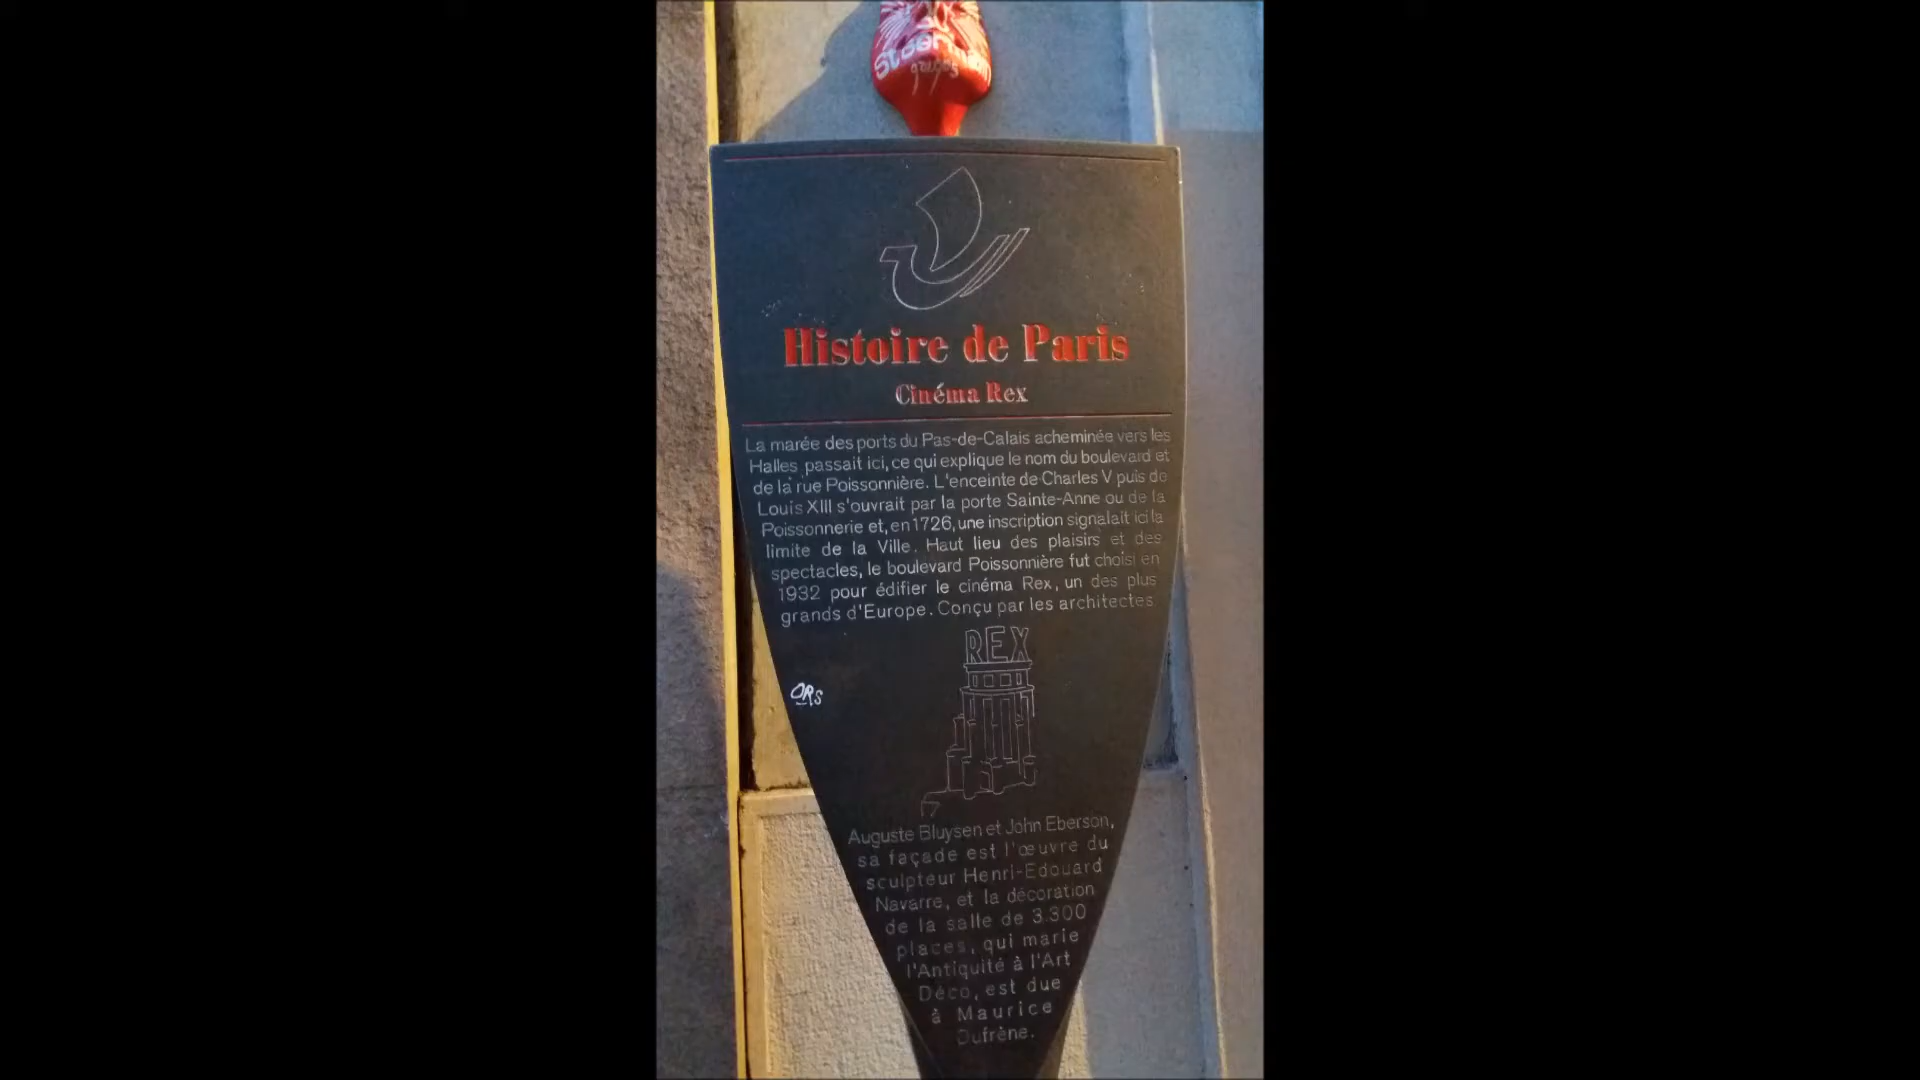 Stoerman
Histoire de Paris
Cinéma Rex
La marée des ports du Pas-de-Calais acheminée vers les
Halles passait ici, ce qui explique le nom du boulevard et
de la rue Poissonnière. L'enceinte de Charles V puis de
Louis XIII s'ouvrait par la porte Sainte-Anne ou de la
Poissonnerie et, en 1726, une inscription signalait ici la
limite de la Ville. Haut lieu des plaisirs et des
spectacles, le boulevard Poissonnière fut choisi en
1932 pour édifier le cinéma Rex, un des plus
grands d'Europe. Conçu par les architectes
REX
ORS
Auguste Bluysen et John Eberson,
sa façade est l'œuvre du
sculpteur Henri-Edouard
Navarre, et la décoration
de la salle de 3.300
places, qui marie
l'Antiquité à l'Art
Déco, est due
à Maurice
Dufrène.